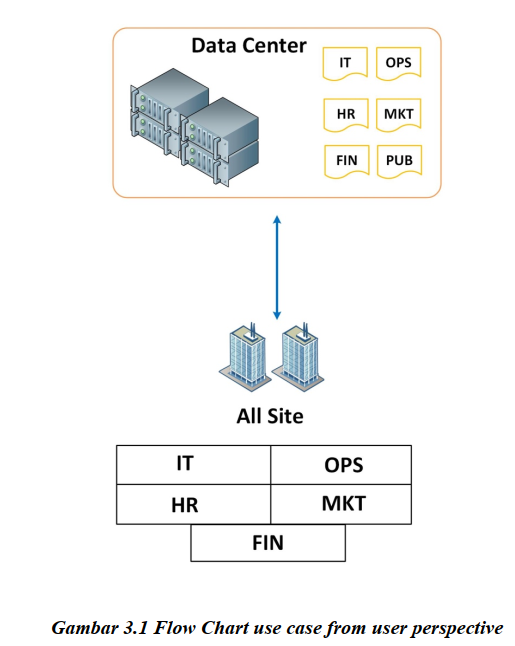 Data Center
IT OPS
HR MKT
FIN PUB
All Site
IT OPS
HR MKT
FIN
Gambar 3.1 Flow Chart use case from user perspective